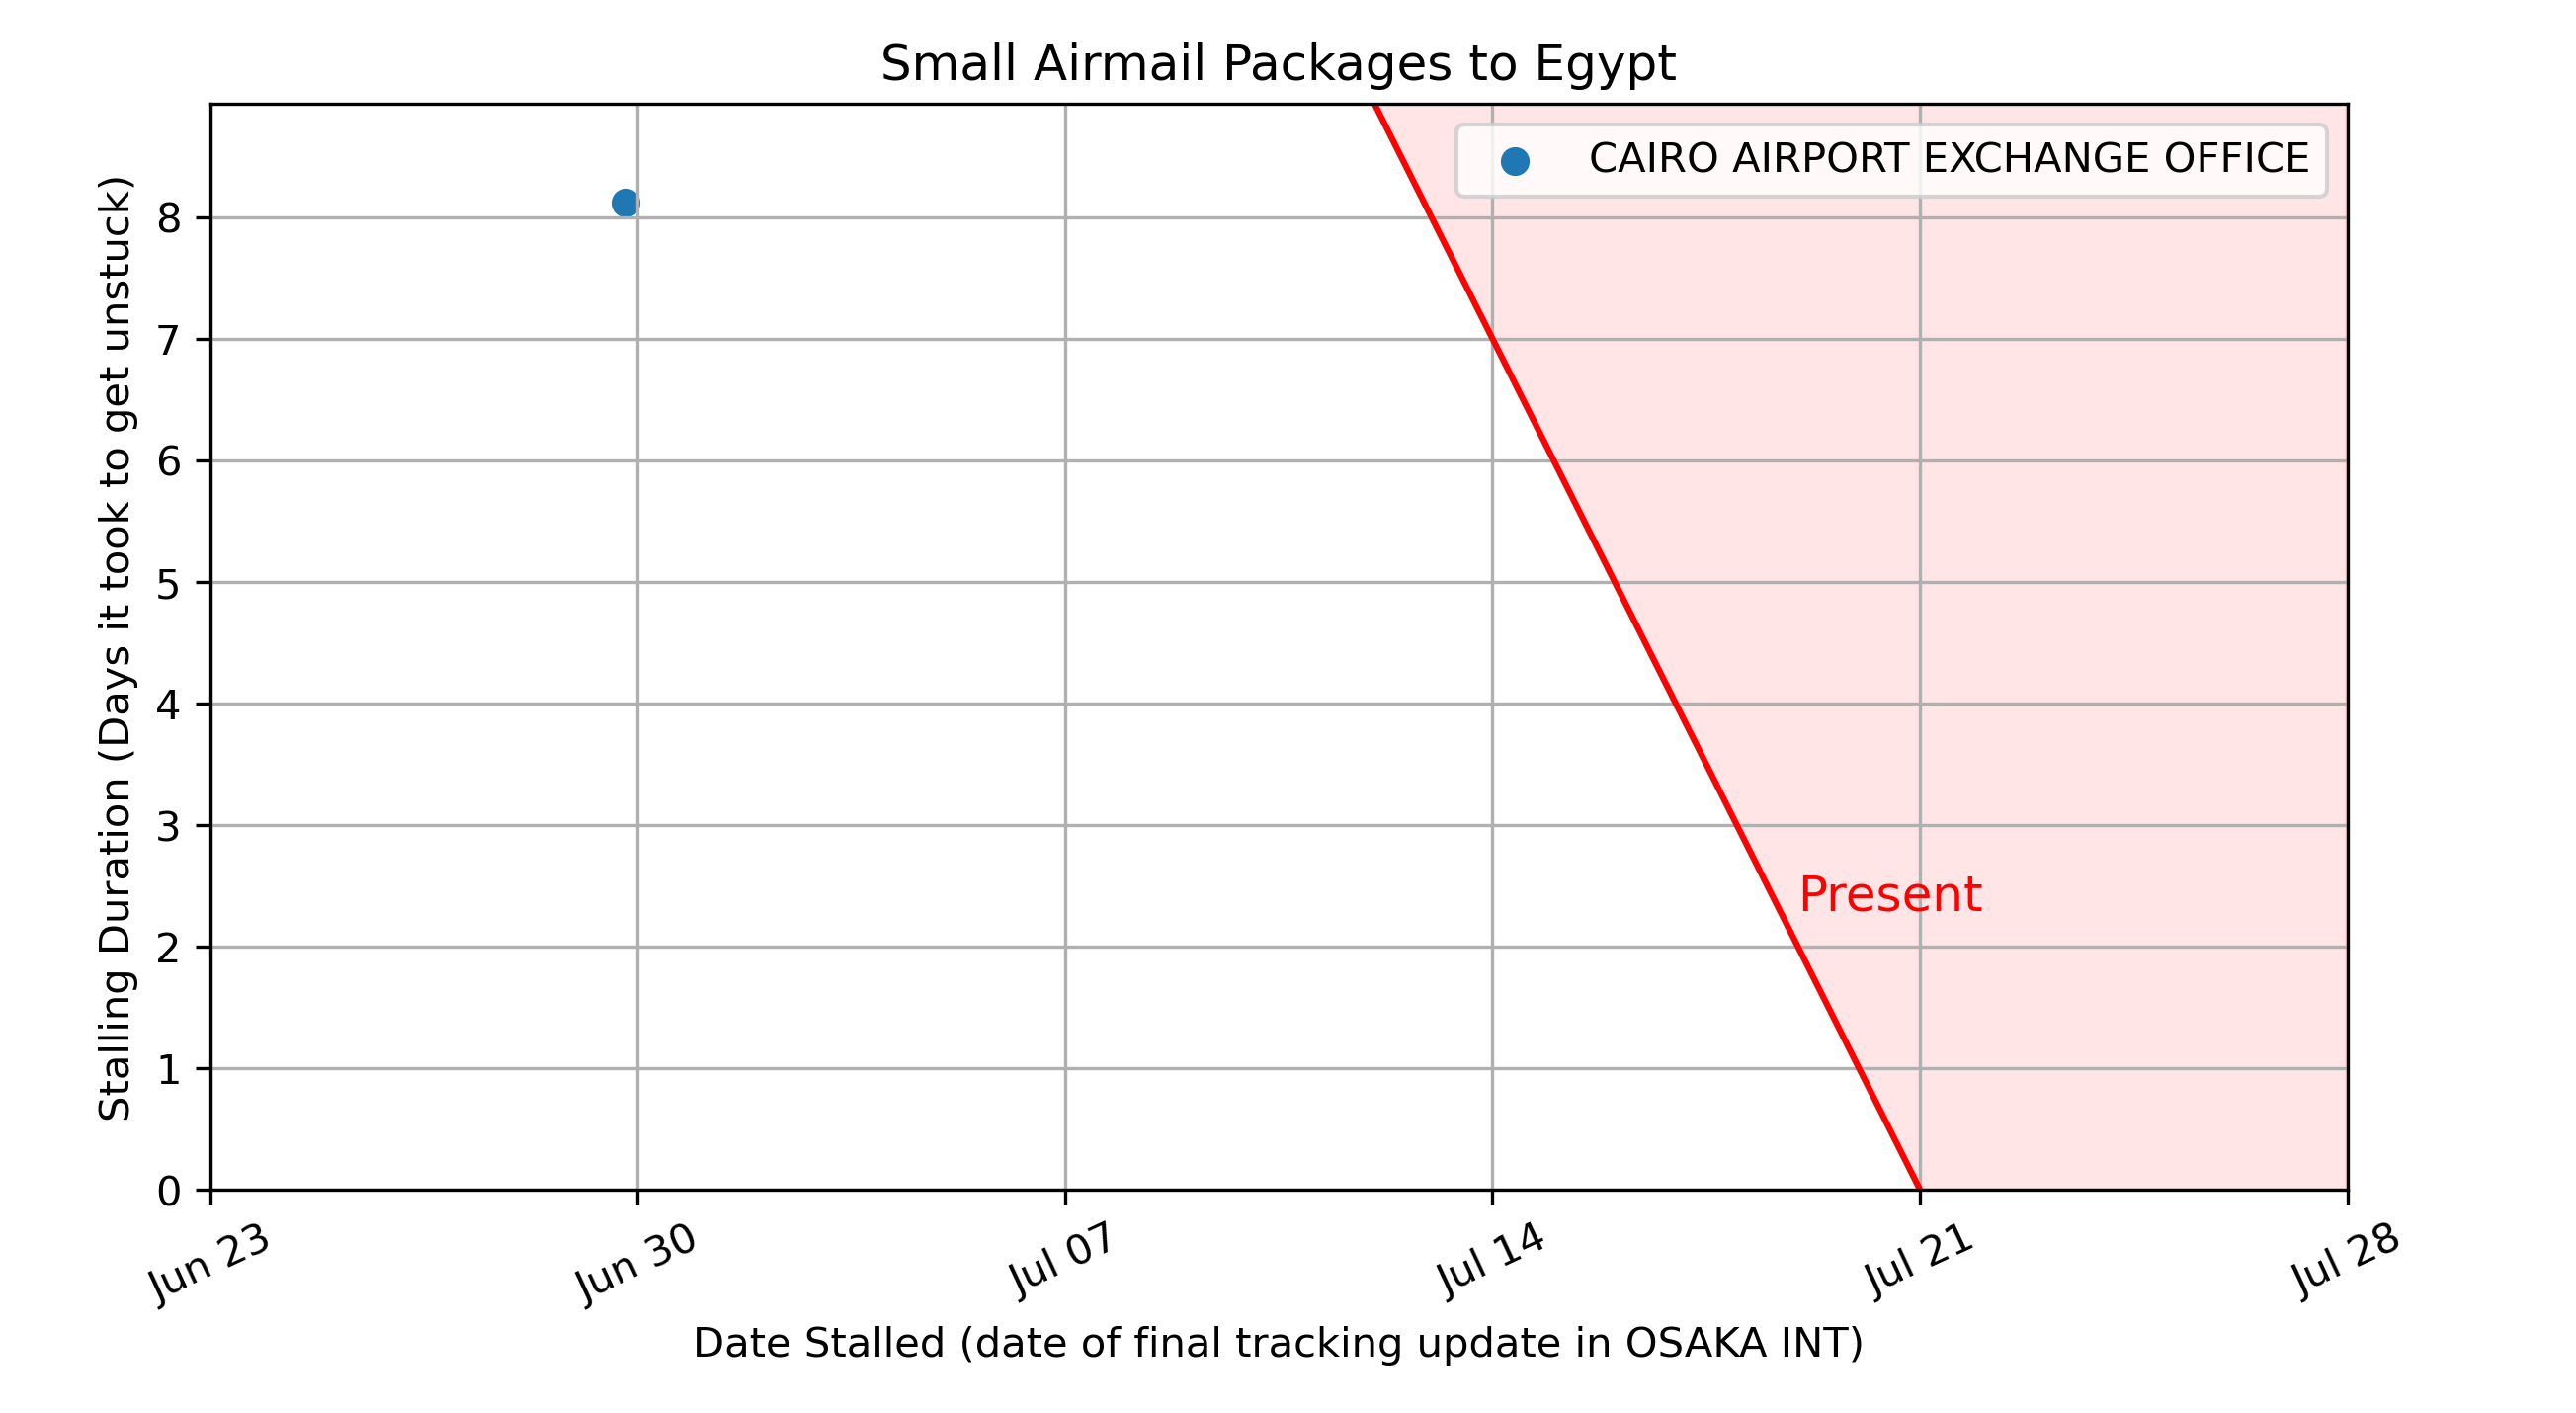 Small Airmail Packages to Egypt
CAIRO AIRPORT EXCHANGE OFFICE
Stalling Duration (Days it took to get unstuck)
8
7
6
5
4
3
2
1
0
Present
Jun 23
Jun 30
Jul 07
Jul 14
Jul 21
Jul 28
Date Stalled (date of final tracking update in OSAKA INT)